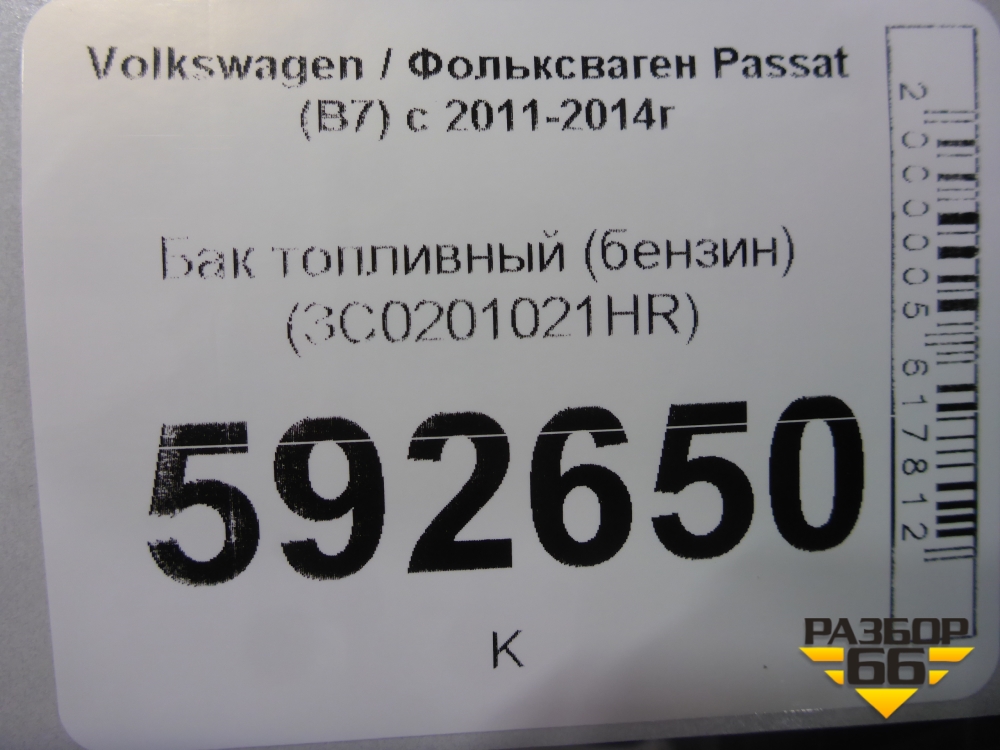 Volkswagen / Фольксваген Passat
(B7) с 2011-2014г
Бак топливный (бензин)
(3C0201021HR)
592650
К
2000005617812
РАЗБОР
66